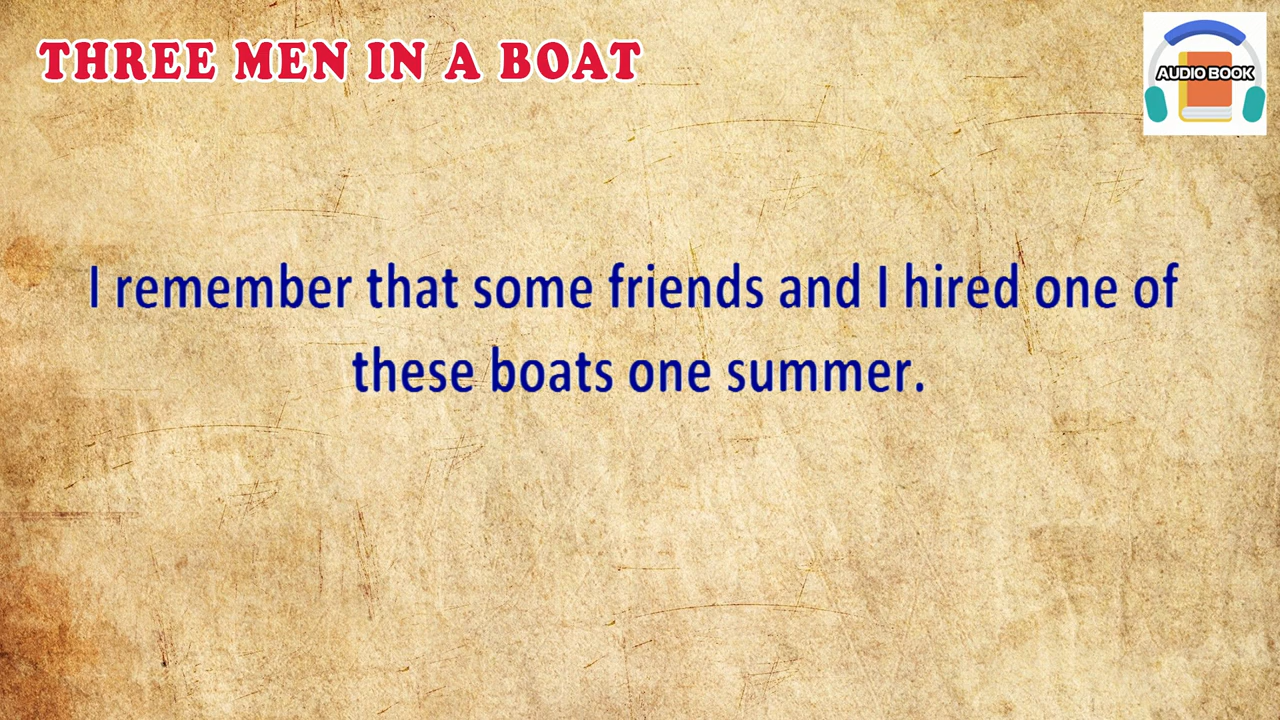 THREE MEN IN A BOAT
AUDIO BOOK
I remember that some friends and I hired one of
these boats one summer.